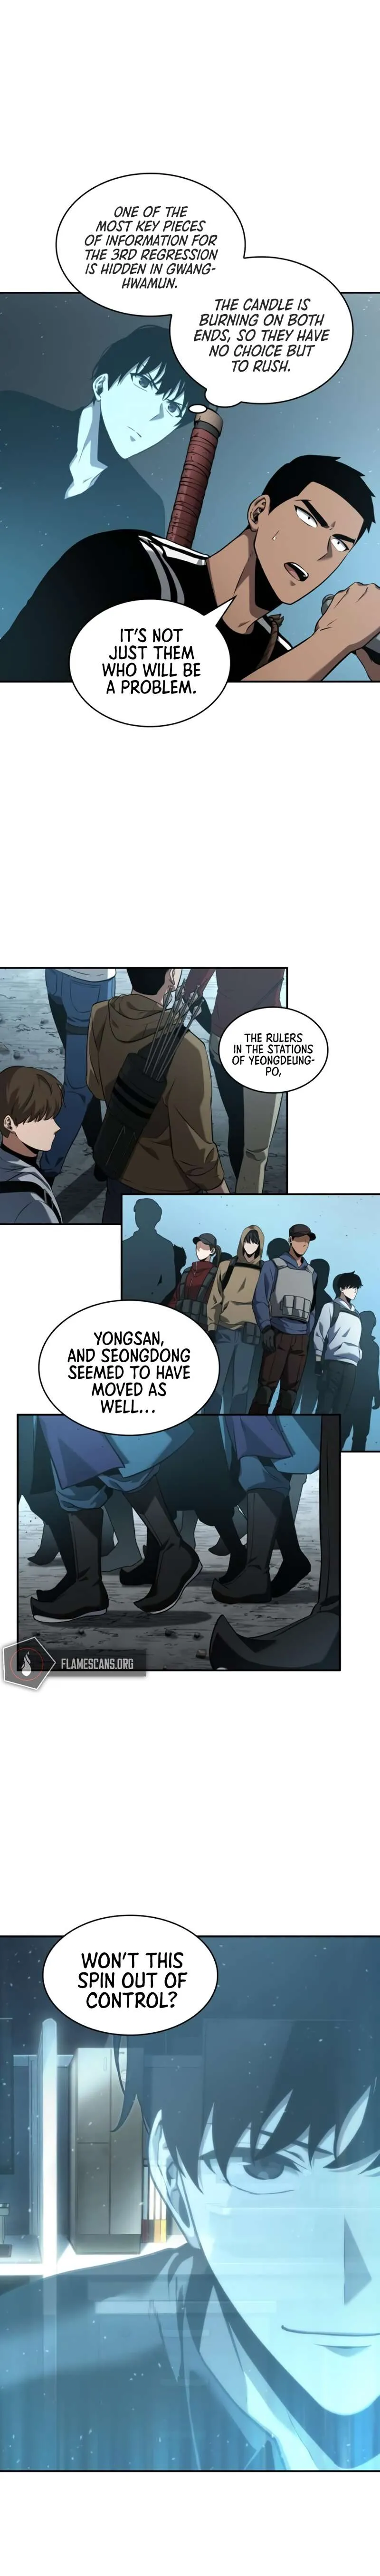 ONE OF THE
MOST KEY PIECES
OF INFORMATION FOR
THE 3RD REGRESSION
IS HIDDEN IN GWANG-
HWAMUN.
THE CANDLE IS
BURNING ON BOTH
ENDS, SO THEY HAVE
NO CHOICE BUT
TO RUSH.
IT'S NOT
JUST THEM
WHO WILL BE
A PROBLEM.
THE RULERS
IN THE STATIONS
OF YEONGDEUNG-
PO,
YONGSAN,
AND SEONGDONG
SEEMED TO HAVE
MOVED AS
WELL...
FLAMESCANS.ORG
WON'T THIS
SPIN OUT OF
CONTROL?